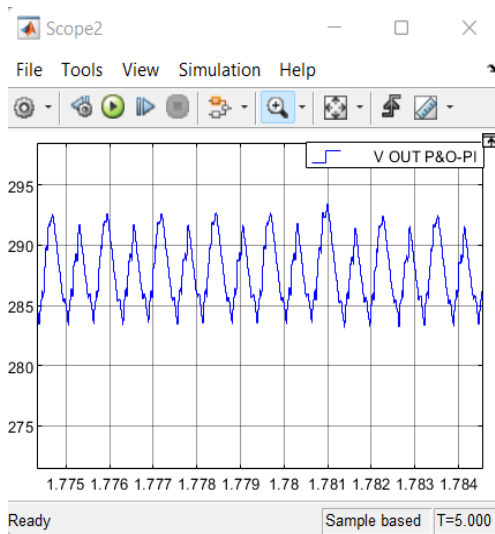 Scope2
File Tools View Simulation Help
V OUT P&O-PI
295
290
285
280
275
1.775 1.776 1.777 1.778 1.779 1.78 1.781 1.782 1.783 1.784
Ready Sample based T=5.000